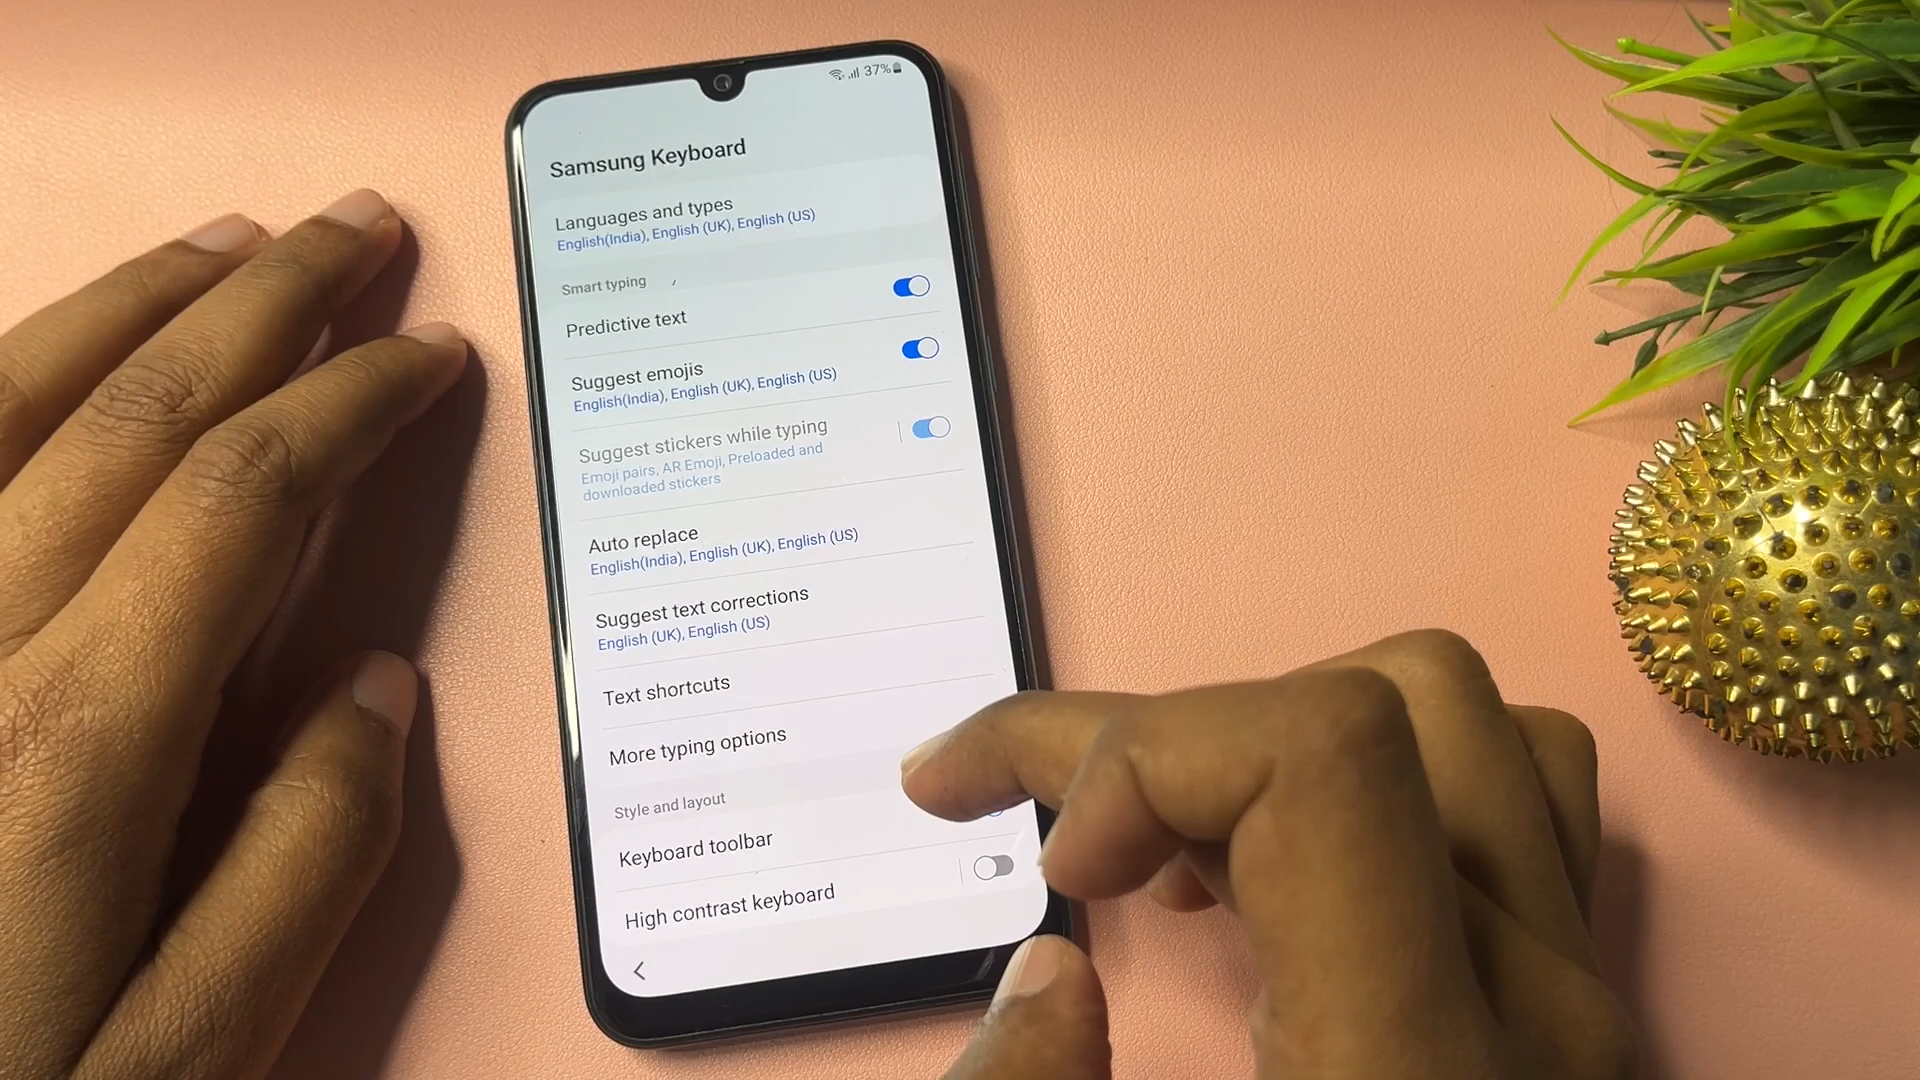 37%
Samsung Keyboard
Languages and types
English(India), English (UK), English (US)
Smart typing
Predictive text
Suggest emojis
English(India), English (UK), English (US)
Suggest stickers while typing
Emoji pairs, AR Emoji, Preloaded and
downloaded stickers
Auto replace
English(India), English (UK), English (US)
Suggest text corrections
English (UK), English (US)
Text shortcuts
More typing options
Style and layout
Keyboard toolbar
High contrast keyboard